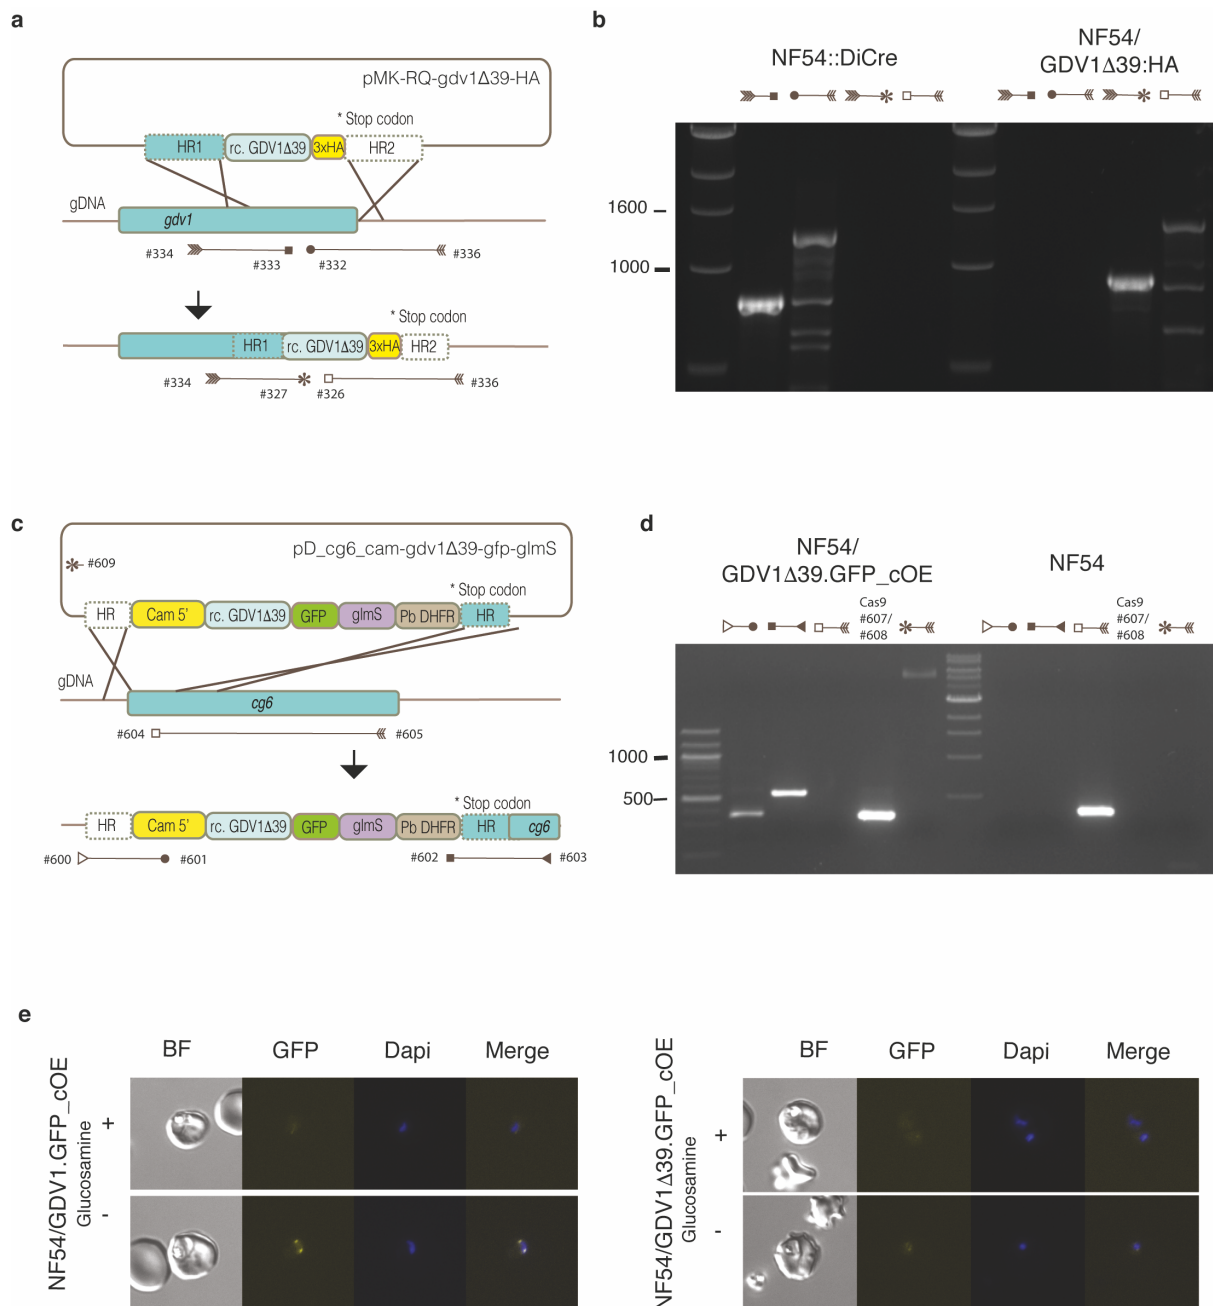 a
pMK-RQ-gdv1Δ39-HA
* Stop codon
HR1 rc. GDV1Δ39 3xHA HR2
gDNA
gdv1
#334 #333 #332 #336
* Stop codon
HR1 rc. GDV1Δ39 3xHA HR2
#334 #327 #326 #336
b
NF54::DiCre
NF54/
GDV1Δ39:HA
1600
1000
c
pD_cg6_cam-gdv1Δ39-gfp-glmS
#609
* Stop codon
HR Cam 5' rc. GDV1Δ39 GFP glmS Pb DHFR HR
gDNA
cg6
#604 #605
* Stop codon
HR Cam 5' rc. GDV1Δ39 GFP glmS Pb DHFR HR cg6
#600 #601 #602 #603
d
NF54/
GDV1Δ39.GFP_cOE
NF54
Cas9
#607/
#608
Cas9
#607/
#608
1000
500
e
BF GFP Dapi Merge
NF54/GDV1.GFP_cOE
Glucosamine
+
-
BF GFP Dapi Merge
NF54/GDV1Δ39.GFP_cOE
Glucosamine
+
-